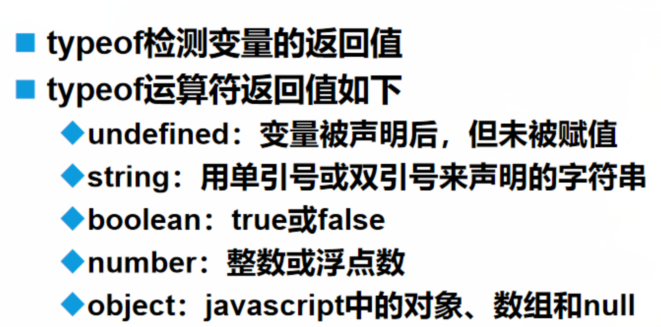 typeof检测变量的返回值
typeof运算符返回值如下
undefined：变量被声明后，但未被赋值
string：用单引号或双引号来声明的字符串
boolean：true或false
number：整数或浮点数
object：javascript中的对象、数组和null